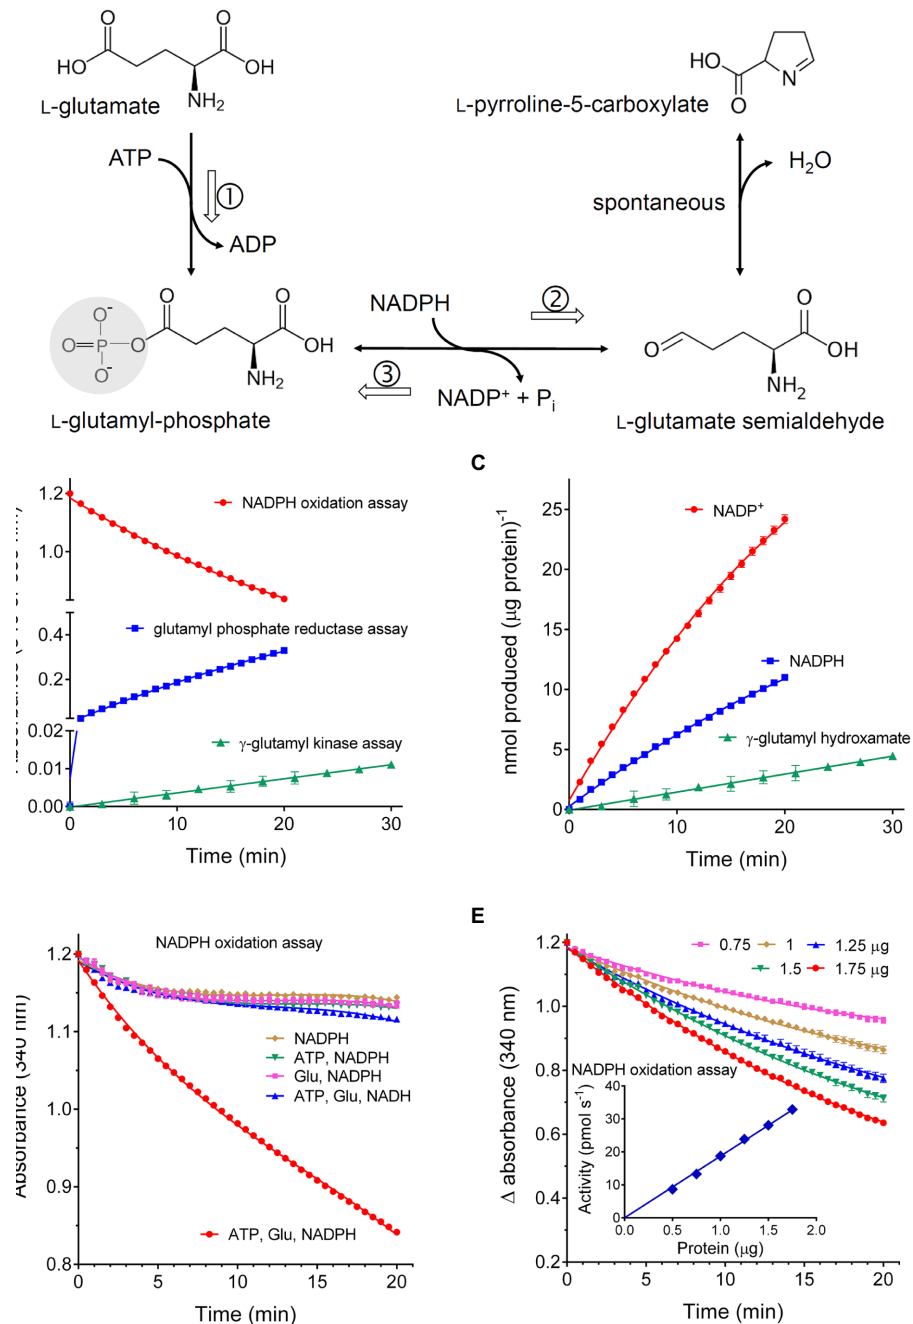 O
O
HO
OH
NH2
L-glutamate
ATP
①
ADP
O
O
O-
O=P
O
O-
OH
NH2
L-glutamyl-phosphate
NADPH
②
③
NADP+ + Pi
HO
O
N
L-pyrroline-5-carboxylate
H2O
spontaneous
O
O
OH
NH2
L-glutamate semialdehyde
1.2
1.0
0.4
0.2
0.02
0.01
0.00
NADPH oxidation assay
glutamyl phosphate reductase assay
γ-glutamyl kinase assay
0 10 20 30
Time (min)
C
nmol produced (μg protein)-1
25
20
15
10
5
0
NADP+
NADPH
γ-glutamyl hydroxamate
0 10 20 30
Time (min)
Absorbance (340 nm)
1.2
1.1
1.0
0.9
0.8
NADPH oxidation assay
NADPH
ATP, NADPH
Glu, NADPH
ATP, Glu, NADH
ATP, Glu, NADPH
0 5 10 15 20
Time (min)
E
Δ absorbance (340 nm)
1.2
1.0
0.8
0.6
0.4
0.2
0.75 1 1.25 μg
1.5 1.75 μg
NADPH oxidation assay
Activity (pmol s-1)
40
30
20
10
0
0.0 0.5 1.0 1.5 2.0
Protein (μg)
0 5 10 15 20
Time (min)